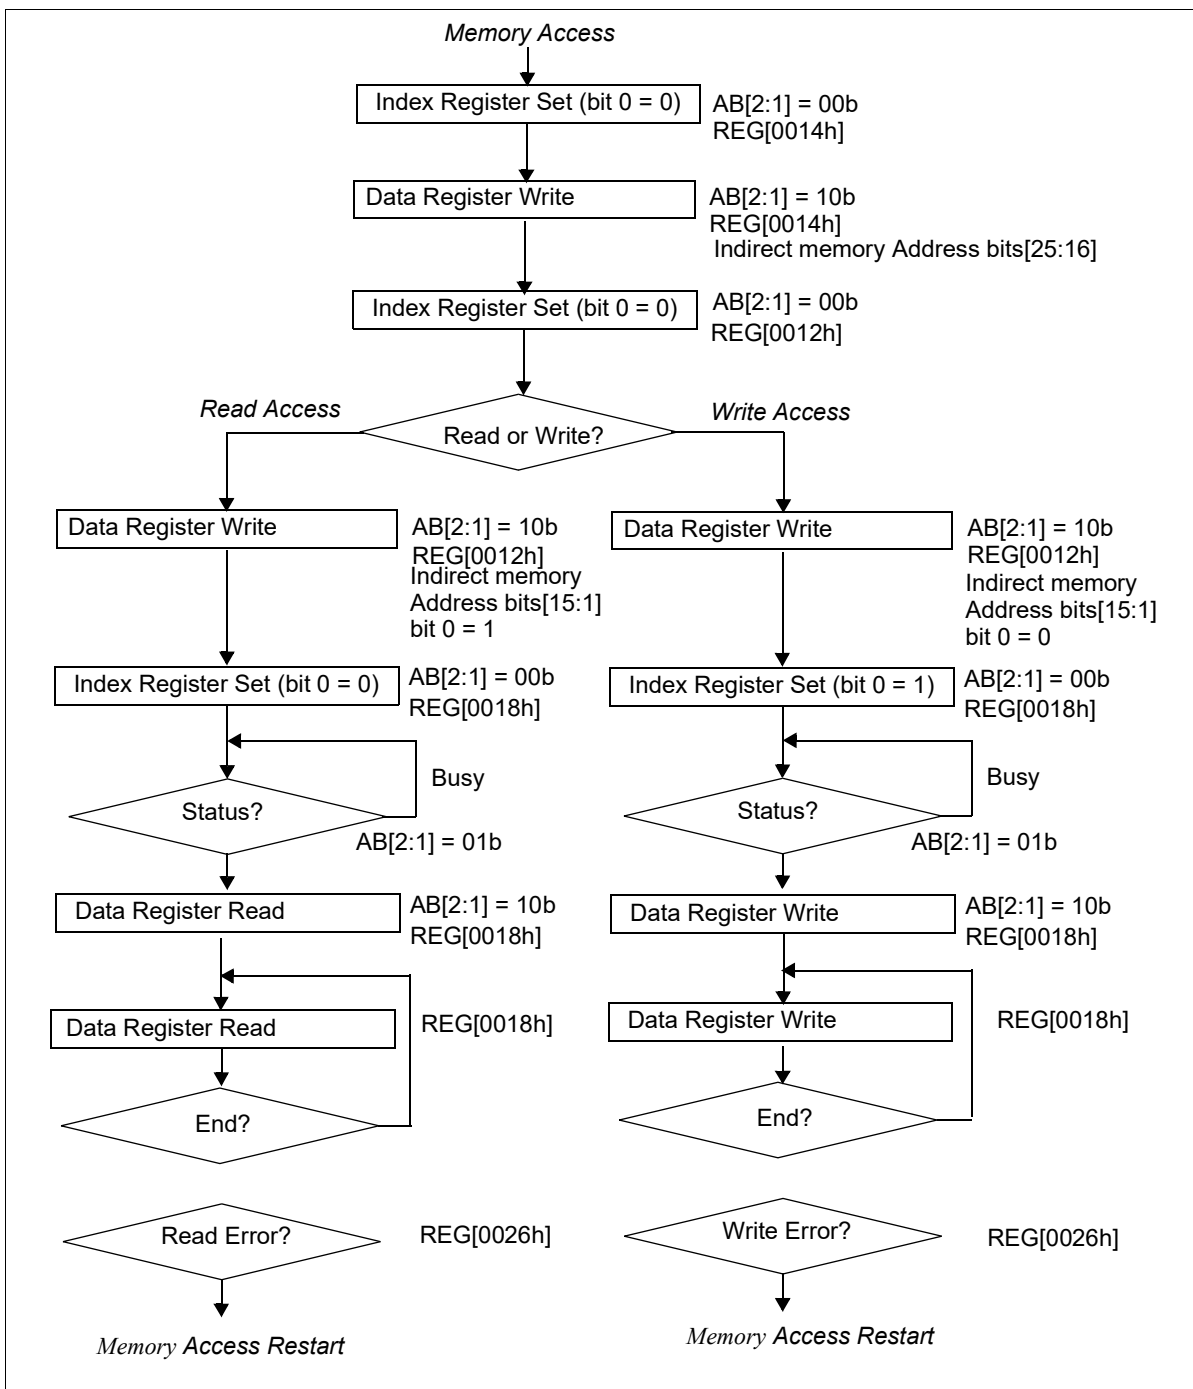 Memory Access
Index Register Set (bit 0 = 0)
AB[2:1] = 00b
REG[0014h]
Data Register Write
AB[2:1] = 10b
REG[0014h]
Indirect memory Address bits[25:16]
Index Register Set (bit 0 = 0)
AB[2:1] = 00b
REG[0012h]
Read Access
Write Access
Read or Write?
Data Register Write
AB[2:1] = 10b
REG[0012h]
Indirect memory
Address bits[15:1]
bit 0 = 1
Index Register Set (bit 0 = 0)
AB[2:1] = 00b
REG[0018h]
Busy
Status?
AB[2:1] = 01b
Data Register Read
AB[2:1] = 10b
REG[0018h]
Data Register Read
REG[0018h]
End?
Read Error?
REG[0026h]
Memory Access Restart
Data Register Write
AB[2:1] = 10b
REG[0012h]
Indirect memory
Address bits[15:1]
bit 0 = 0
Index Register Set (bit 0 = 1)
AB[2:1] = 00b
REG[0018h]
Busy
Status?
AB[2:1] = 01b
Data Register Write
AB[2:1] = 10b
REG[0018h]
Data Register Write
REG[0018h]
End?
Write Error?
REG[0026h]
Memory Access Restart